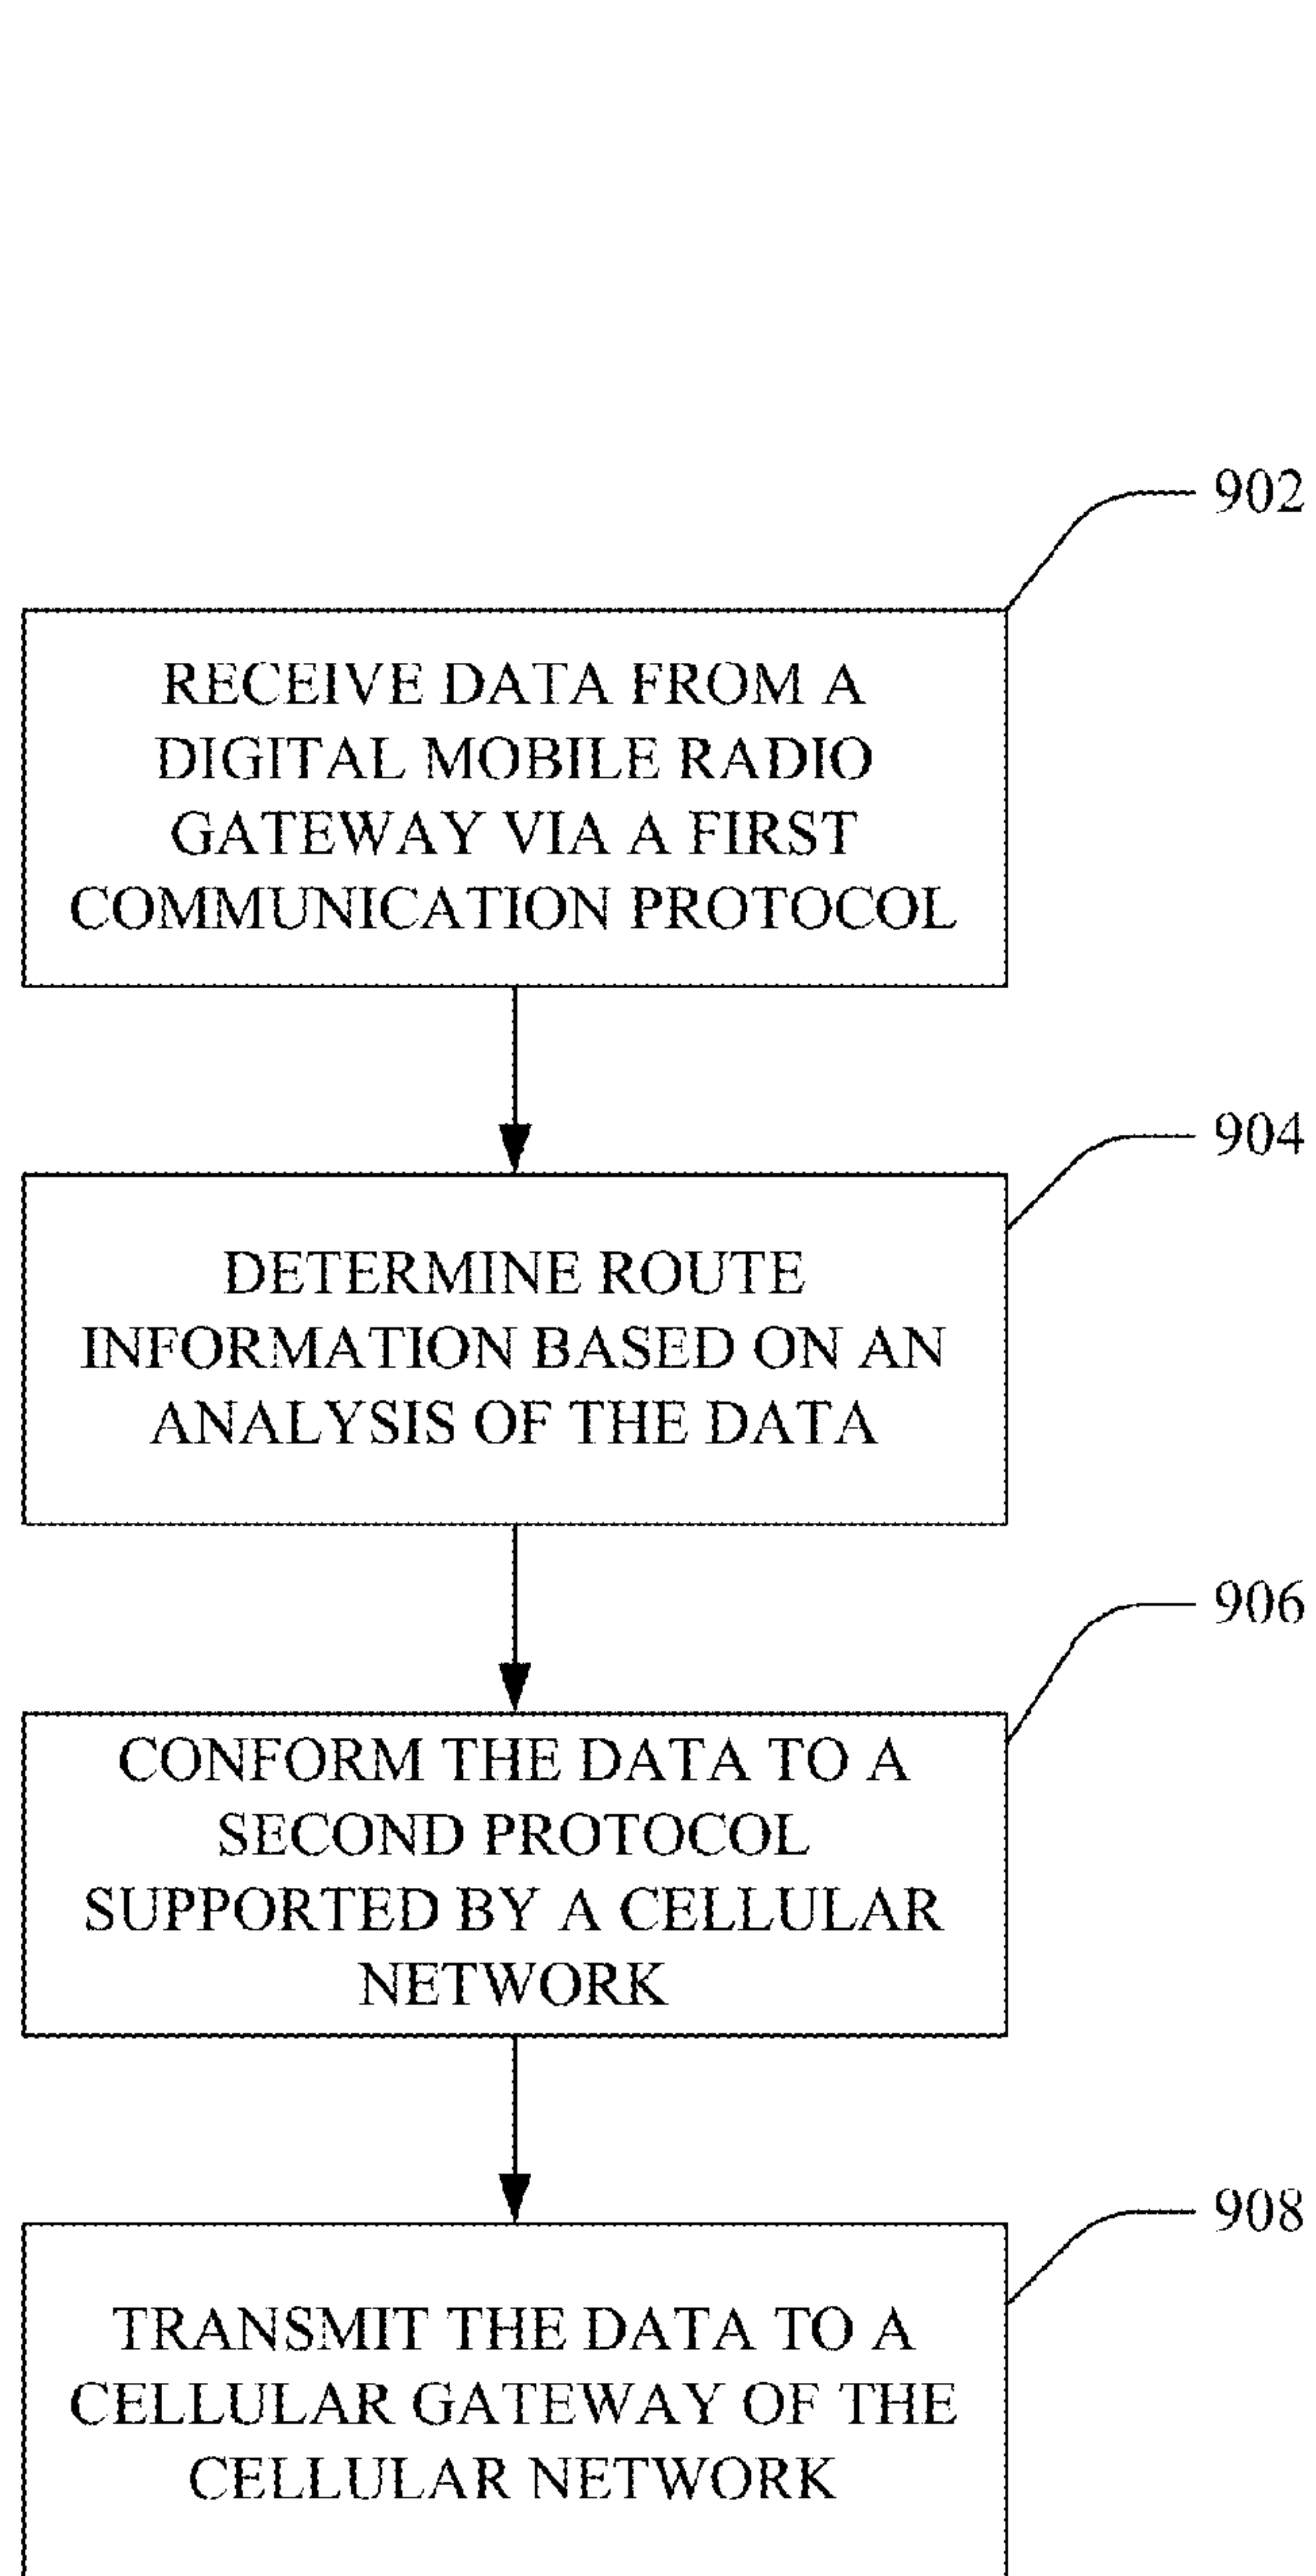 902
RECEIVE DATA FROM A
DIGITAL MOBILE RADIO
GATEWAY VIA A FIRST
COMMUNICATION PROTOCOL
904
DETERMINE ROUTE
INFORMATION BASED ON AN
ANALYSIS OF THE DATA
906
CONFORM THE DATA TO A
SECOND PROTOCOL
SUPPORTED BY A CELLULAR
NETWORK
908
TRANSMIT THE DATA TO A
CELLULAR GATEWAY OF THE
CELLULAR NETWORK